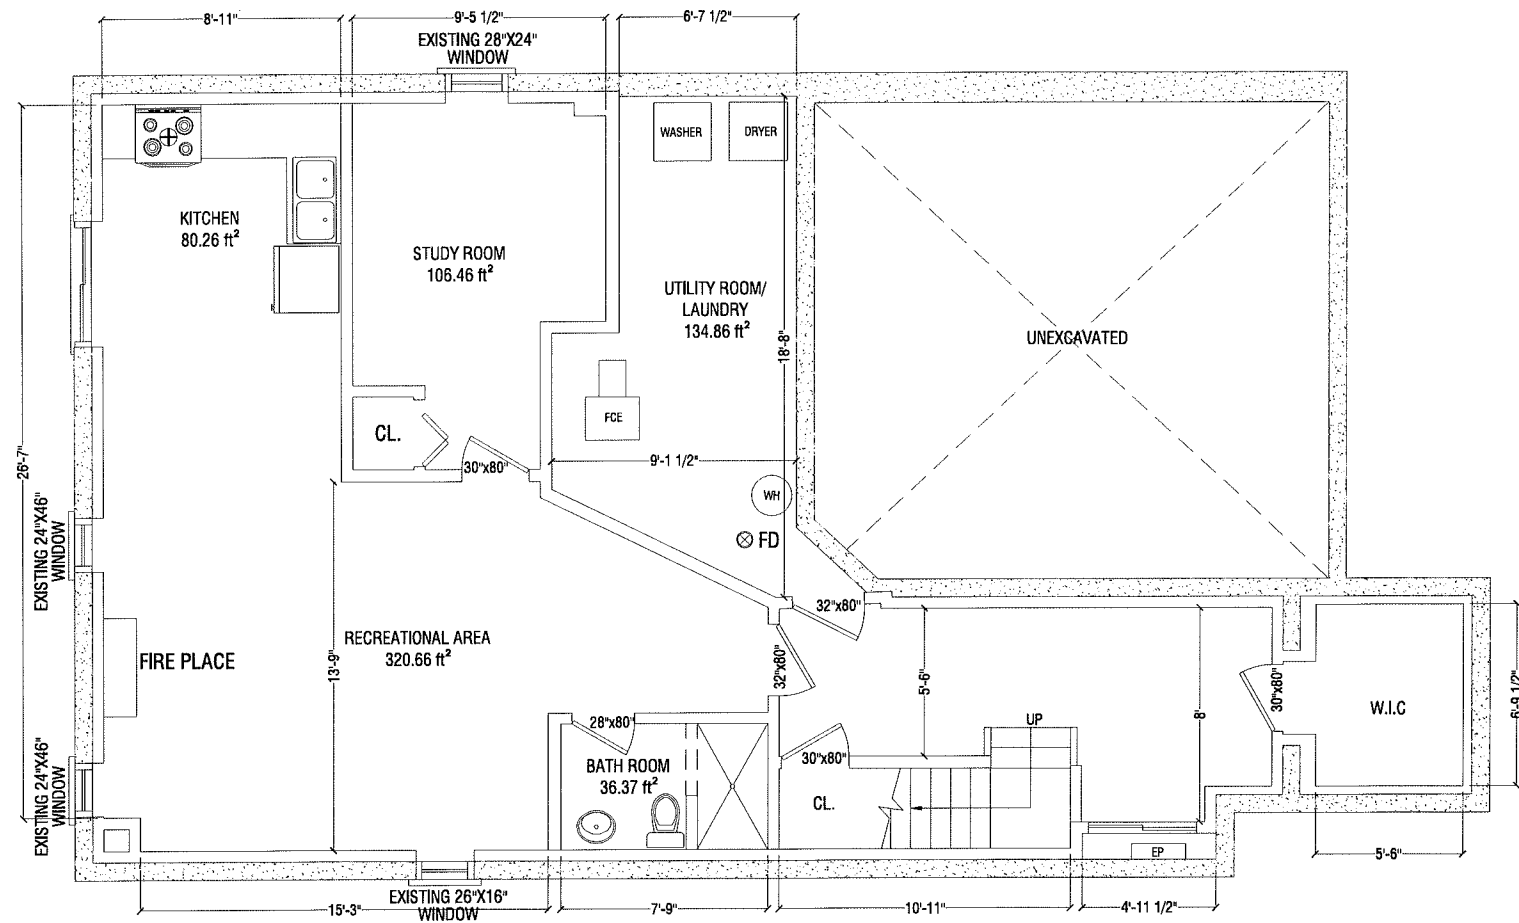 8'-11"
9'-5 1/2"
6'-7 1/2"
EXISTING 28"X24"
WINDOW
WASHER
DRYER
KITCHEN
80.26 ft²
STUDY ROOM
106.46 ft²
UTILITY ROOM/
LAUNDRY
134.86 ft²
18'-8"
UNEXCAVATED
FCE
CL.
30"x80"
9'-1 1/2"
26'-7"
WH
FD
EXISTING 24"X46"
WINDOW
32"x80"
RECREATIONAL AREA
320.66 ft²
FIRE PLACE
13'-9"
32"x80"
5'-6"
8'
30"x80"
W.I.C
6'-9 1/2"
28"x80"
UP
BATH ROOM
36.37 ft²
30"x80"
CL.
EXISTING 24"X46"
WINDOW
EP
5'-6"
EXISTING 26"X16"
WINDOW
15'-3"
7'-9"
10'-11"
4'-11 1/2"